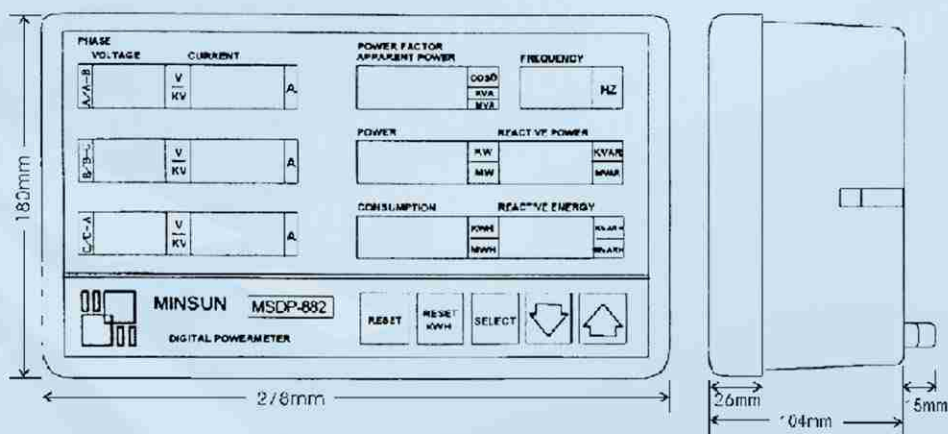 PHASE
VOLTAGE CURRENT
A/A-B V KV A
B/B-C V KV A
C/C-A V KV A
POWER FACTOR
APPARENT POWER FREQUENCY
COSØ KVA MVA HZ
POWER REACTIVE POWER
KW MW KVAR MVAR
CONSUMPTION REACTIVE ENERGY
KWH MWH KVARH MVARH
MINSUN MSDP-882
DIGITAL POWERMETER
RESET RESET KWH SELECT
180mm
278mm
26mm
15mm
104mm